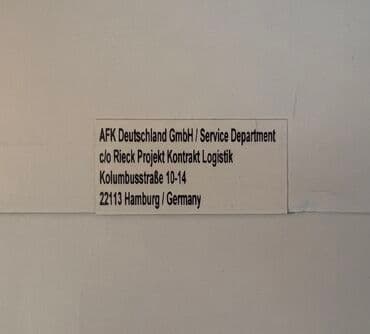 AFK Deutschland GmbH / Service Department
c/o Rieck Projekt Kontrakt Logistik
Kolumbusstraße 10-14
22113 Hamburg / Germany